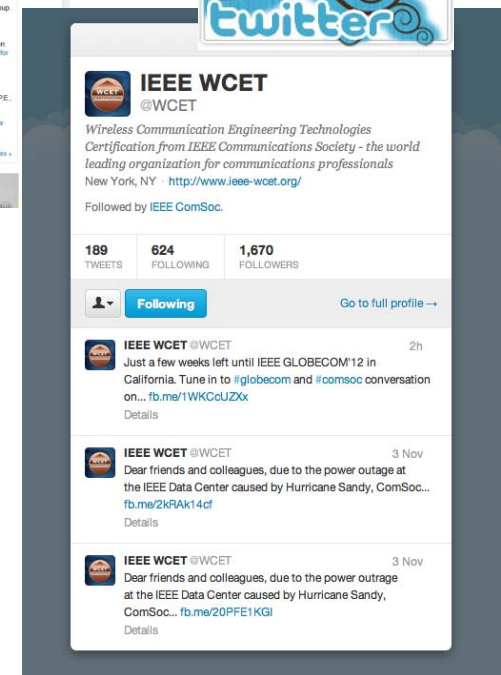 oup.
on
for
PE...
es »
twitter
IEEE WCET
WCET
@WCET
Wireless Communication Engineering Technologies
Certification from IEEE Communications Society - the world
leading organization for communications professionals
New York, NY · http://www.ieee-wcet.org/
Followed by IEEE ComSoc.
189 624 1,670
TWEETS FOLLOWING FOLLOWERS
Following Go to full profile →
IEEE WCET @WCET 2h
Just a few weeks left until IEEE GLOBECOM'12 in
California. Tune in to #globecom and #comsoc conversation
on... fb.me/1WKCcUZXx
Details
IEEE WCET @WCET 3 Nov
Dear friends and colleagues, due to the power outage at
the IEEE Data Center caused by Hurricane Sandy, ComSoc...
fb.me/2kRAk14cf
Details
IEEE WCET @WCET 3 Nov
Dear friends and colleagues, due to the power outrage
at the IEEE Data Center caused by Hurricane Sandy,
ComSoc... fb.me/20PFE1KGI
Details